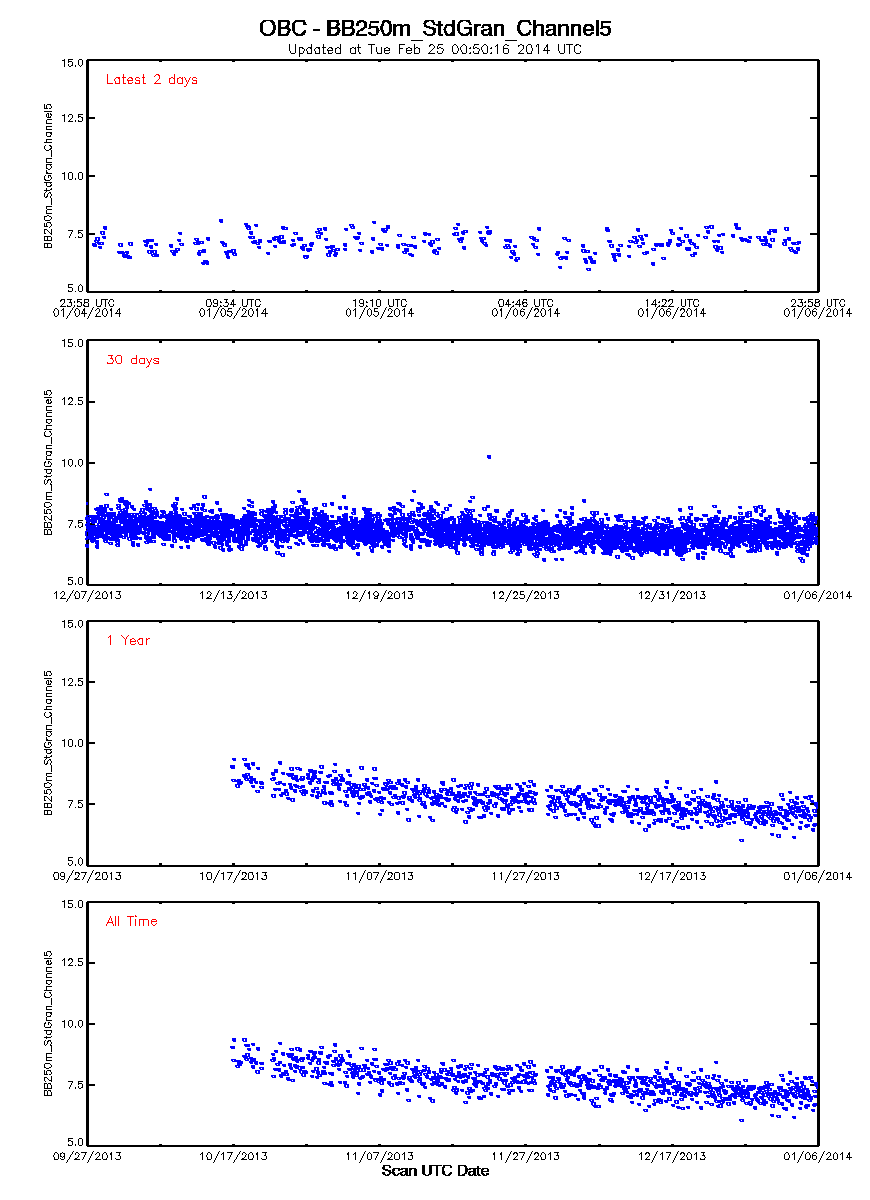 OBC - BB250m_StdGran_Channel5
Updated at Tue Feb 25 00:50:16 2014 UTC
15.0
Latest 2 days
12.5
10.0
7.5
5.0
BB250m_StdGran_Channel5
23:58 UTC 09:34 UTC 19:10 UTC 04:46 UTC 14:22 UTC 23:58 UTC
01/04/2014 01/05/2014 01/05/2014 01/06/2014 01/06/2014 01/06/2014
15.0
30 days
12.5
10.0
7.5
5.0
BB250m_StdGran_Channel5
12/07/2013 12/13/2013 12/19/2013 12/25/2013 12/31/2013 01/06/2014
15.0
1 Year
12.5
10.0
7.5
5.0
BB250m_StdGran_Channel5
09/27/2013 10/17/2013 11/07/2013 11/27/2013 12/17/2013 01/06/2014
15.0
All Time
12.5
10.0
7.5
5.0
BB250m_StdGran_Channel5
09/27/2013 10/17/2013 11/07/2013 11/27/2013 12/17/2013 01/06/2014
Scan UTC Date